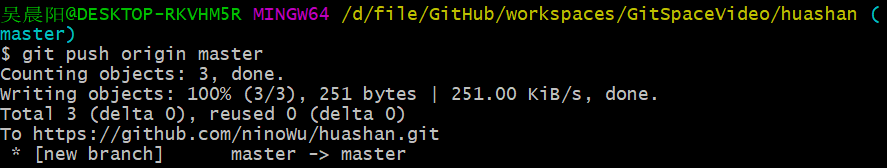 吴晨阳@DESKTOP-RKVHM5R MINGW64 /d/file/GitHub/workspaces/GitSpaceVideo/huashan (
master)
$ git push origin master
Counting objects: 3, done.
Writing objects: 100% (3/3), 251 bytes | 251.00 KiB/s, done.
Total 3 (delta 0), reused 0 (delta 0)
To https://github.com/ninoWu/huashan.git
 * [new branch]      master -> master